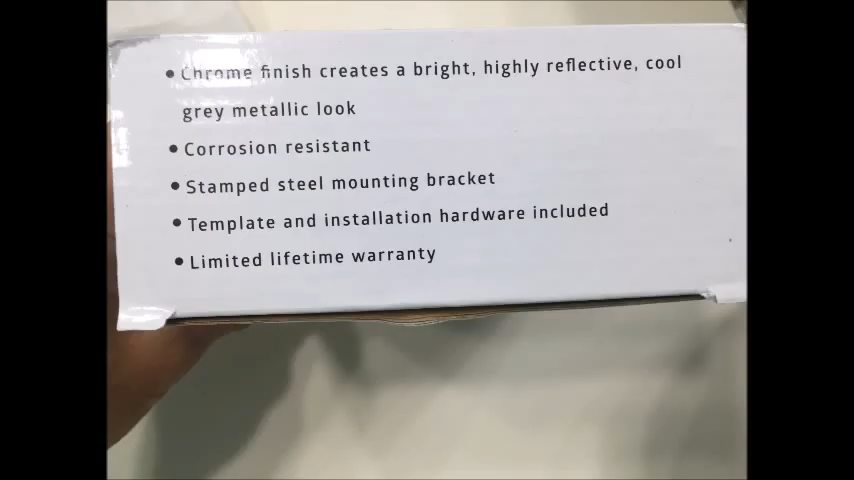 • Chrome finish creates a bright, highly reflective, cool
grey metallic look
• Corrosion resistant
• Stamped steel mounting bracket
• Template and installation hardware included
• Limited lifetime warranty